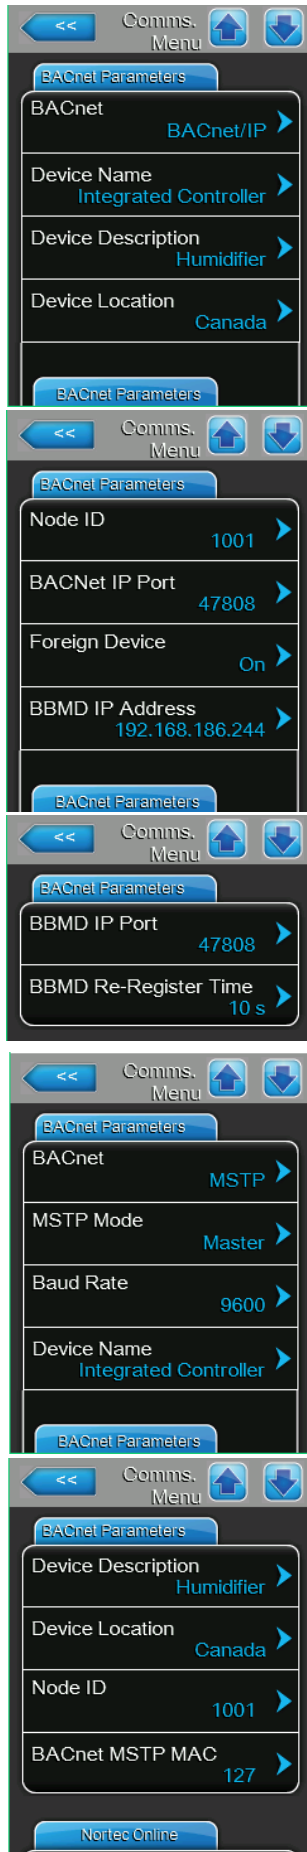 << Comms.
Menu
BACnet Parameters
BACnet
BACnet/IP
Device Name
Integrated Controller
Device Description
Humidifier
Device Location
Canada
BACnet Parameters
<< Comms.
Menu
BACnet Parameters
Node ID
1001
BACNet IP Port
47808
Foreign Device
On
BBMD IP Address
192.168.186.244
BACnet Parameters
<< Comms.
Menu
BACnet Parameters
BBMD IP Port
47808
BBMD Re-Register Time
10 s
<< Comms.
Menu
BACnet Parameters
BACnet
MSTP
MSTP Mode
Master
Baud Rate
9600
Device Name
Integrated Controller
BACnet Parameters
<< Comms.
Menu
BACnet Parameters
Device Description
Humidifier
Device Location
Canada
Node ID
1001
BACnet MSTP MAC
127
Nortec Online